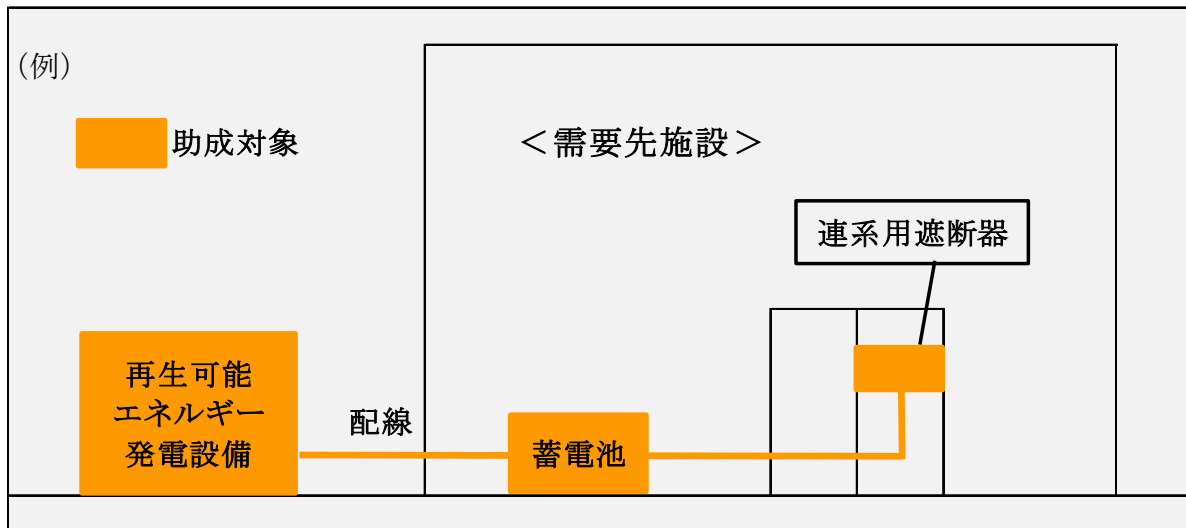 (例)
助成対象
＜需要先施設＞
連系用遮断器
再生可能
エネルギー
発電設備
配線
蓄電池